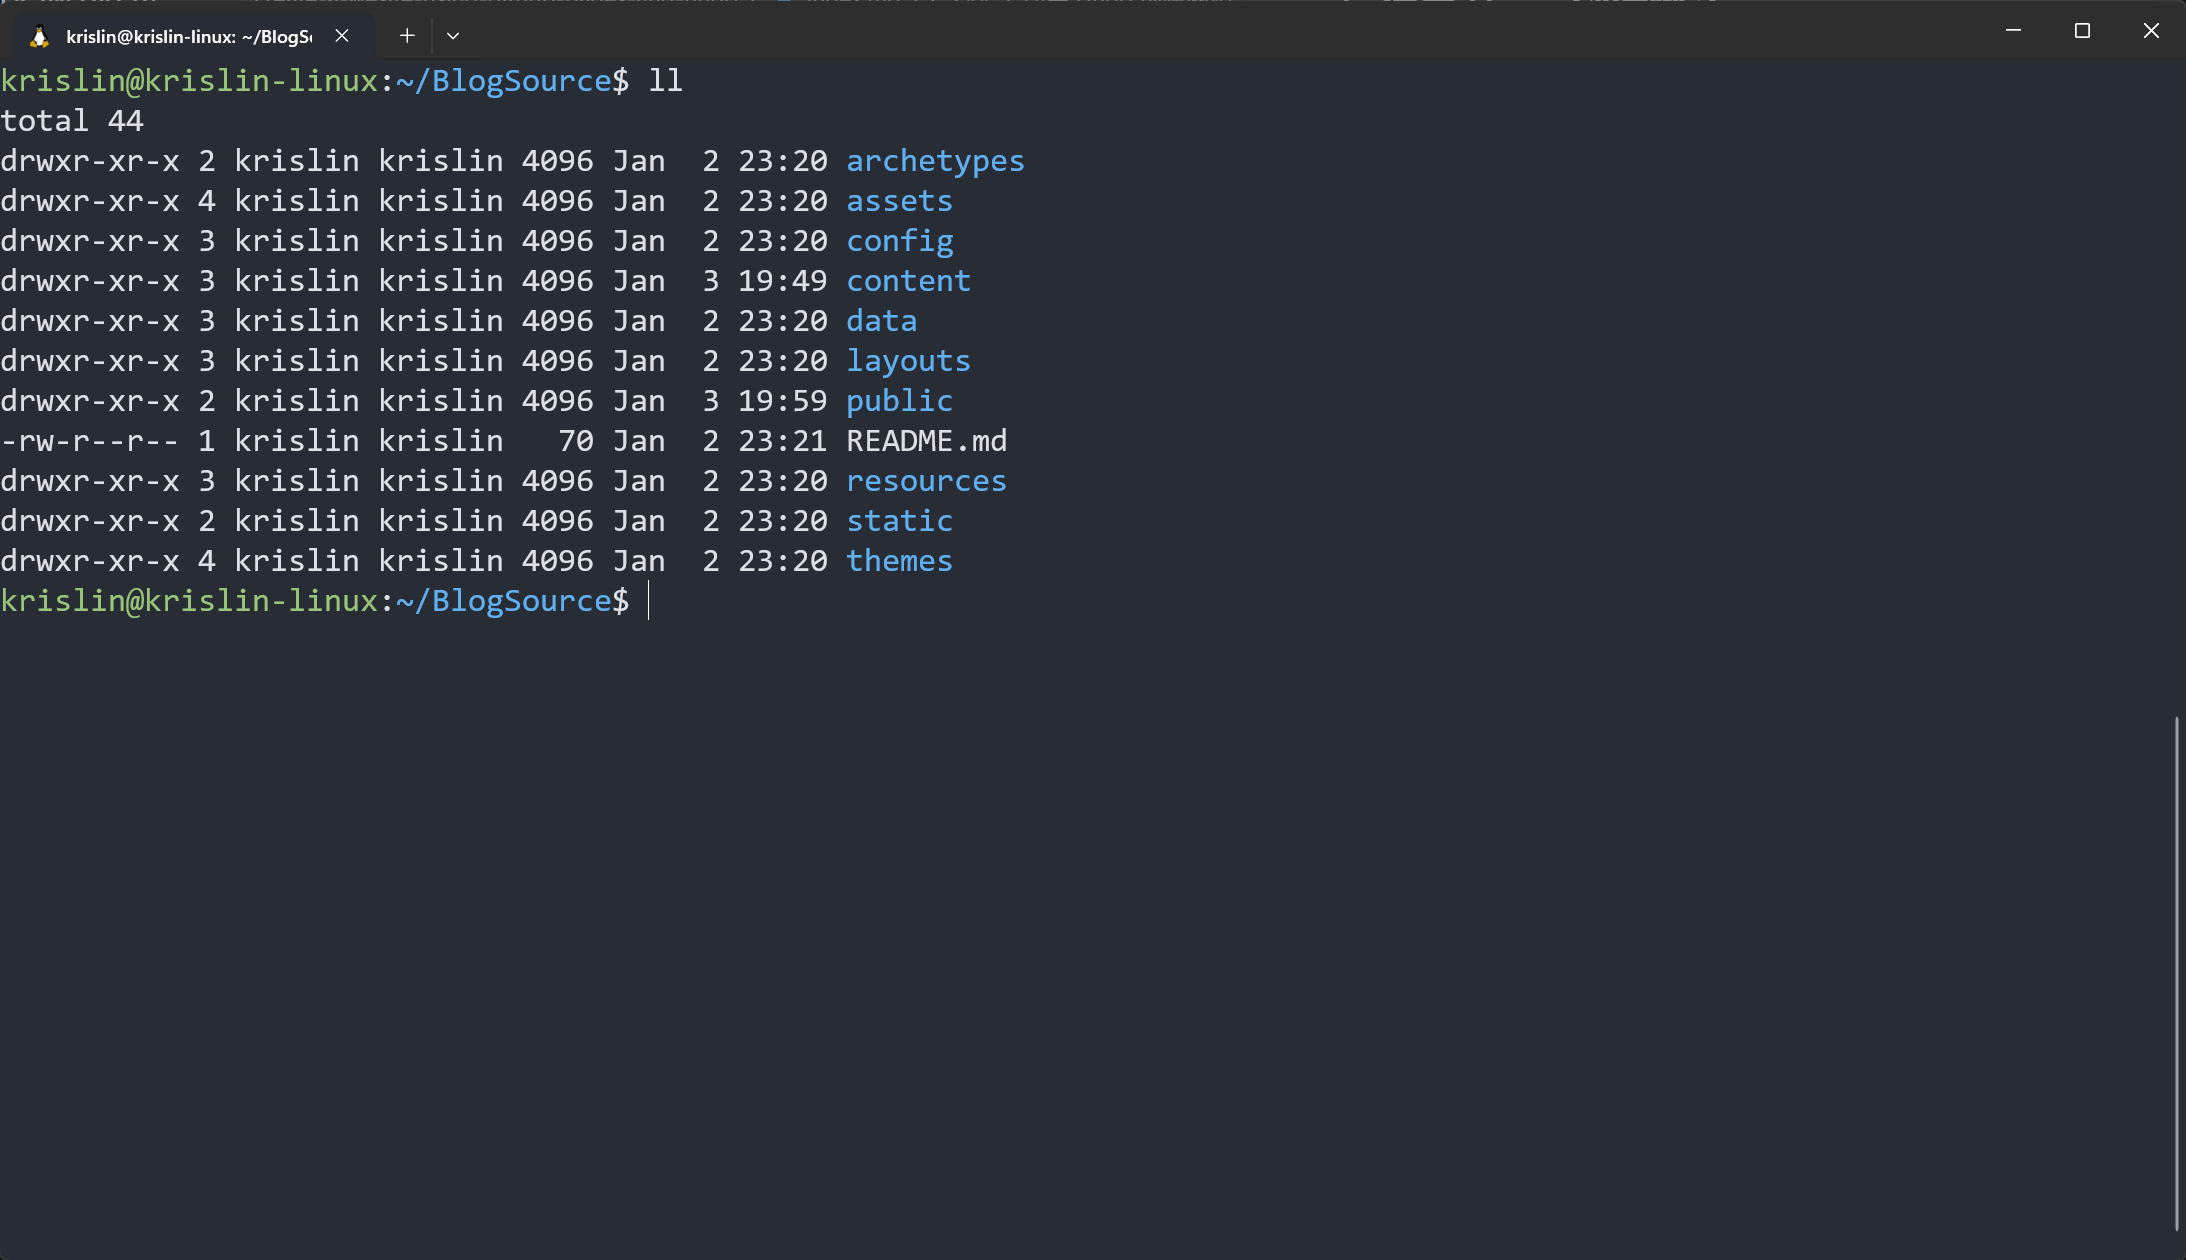 krislin@krislin-linux: ~/BlogS
krislin@krislin-linux:~/BlogSource$ ll
total 44
drwxr-xr-x 2 krislin krislin 4096 Jan  2 23:20 archetypes
drwxr-xr-x 4 krislin krislin 4096 Jan  2 23:20 assets
drwxr-xr-x 3 krislin krislin 4096 Jan  2 23:20 config
drwxr-xr-x 3 krislin krislin 4096 Jan  3 19:49 content
drwxr-xr-x 3 krislin krislin 4096 Jan  2 23:20 data
drwxr-xr-x 3 krislin krislin 4096 Jan  2 23:20 layouts
drwxr-xr-x 2 krislin krislin 4096 Jan  3 19:59 public
-rw-r--r-- 1 krislin krislin   70 Jan  2 23:21 README.md
drwxr-xr-x 3 krislin krislin 4096 Jan  2 23:20 resources
drwxr-xr-x 2 krislin krislin 4096 Jan  2 23:20 static
drwxr-xr-x 4 krislin krislin 4096 Jan  2 23:20 themes
krislin@krislin-linux:~/BlogSource$